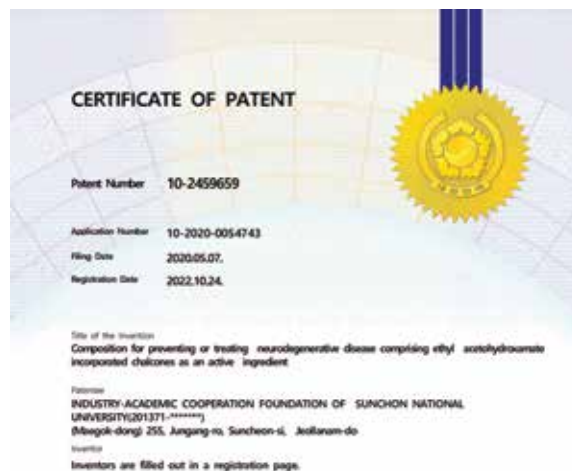 CERTIFICATE OF PATENT
Patent Number 10-2459659
Application Number 10-2020-0054743
Filing Date 2020.05.07.
Registration Date 2022.10.24.
Title of the Invention
Composition for preventing or treating neurodegenerative disease comprising ethyl acetohydroxamate
incorporated chalcones as an active ingredient
Patentee
INDUSTRY-ACADEMIC COOPERATION FOUNDATION OF SUNCHON NATIONAL
UNIVERSITY(201371-*******)
(Maegok-dong) 255, Jungang-ro, Suncheon-si, Jeollanam-do
Inventor
Inventors are filled out in a registration page.